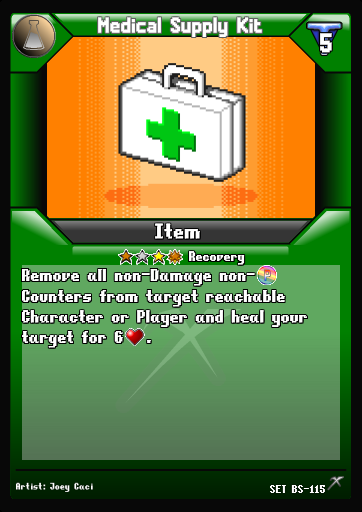 Medical Supply Kit
5
Item
Recovery
Remove all non-Damage non-P
Counters from target reachable
Character or Player and heal your
target for 6.
Artist: Joey Caci
SET BS-115